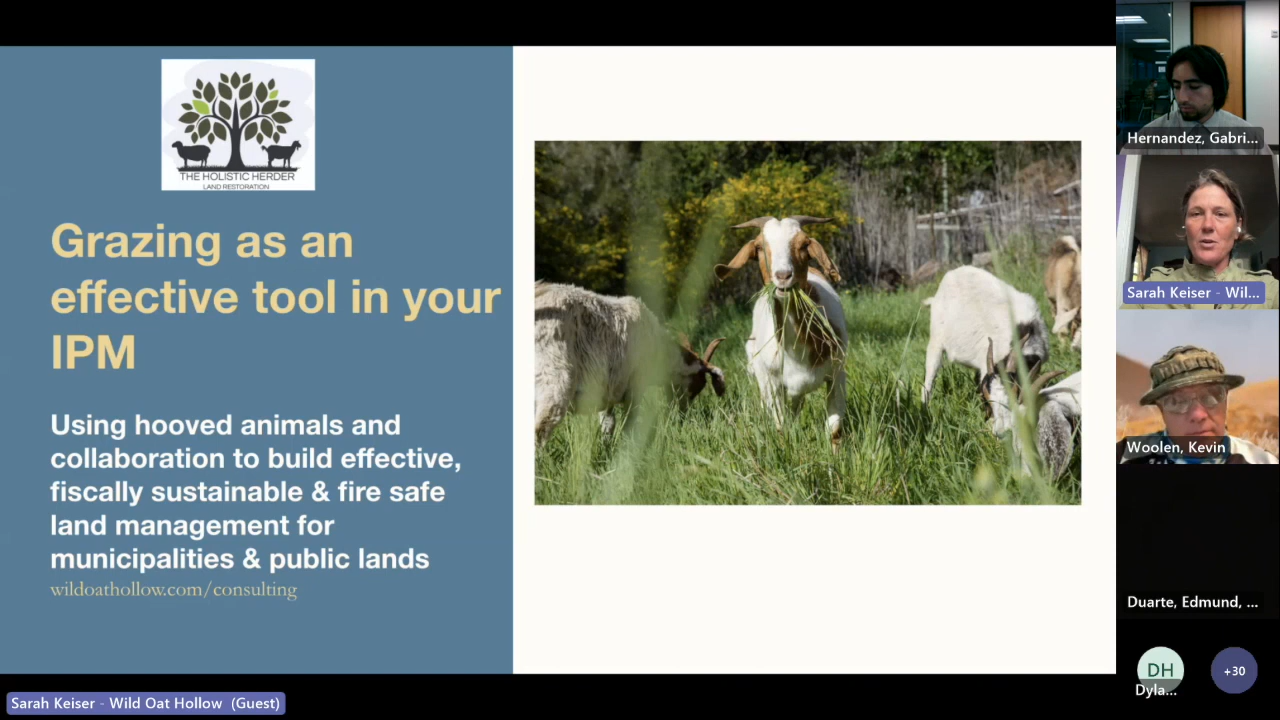 THE HOLISTIC HERDER
LAND RESTORATION
Grazing as an
effective tool in your
IPM
Using hooved animals and
collaboration to build effective,
fiscally sustainable & fire safe
land management for
municipalities & public lands
wildoathollow.com/consulting
Sarah Keiser - Wild Oat Hollow (Guest)
Hernandez, Gabri...
Sarah Keiser - Wil...
Woolen, Kevin
Duarte, Edmund, ...
DH
Dyla...
+30